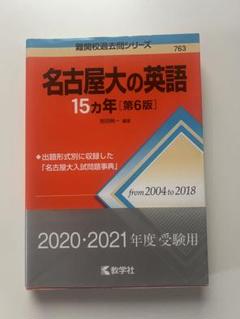 難関校過去問シリーズ
763
名古屋大の英語
15カ年［第6版］
編著
◆出題形式別に収録した
「名古屋大入試問題事典」
from 2004 to 2018
2020・2021年度受験用
教学社